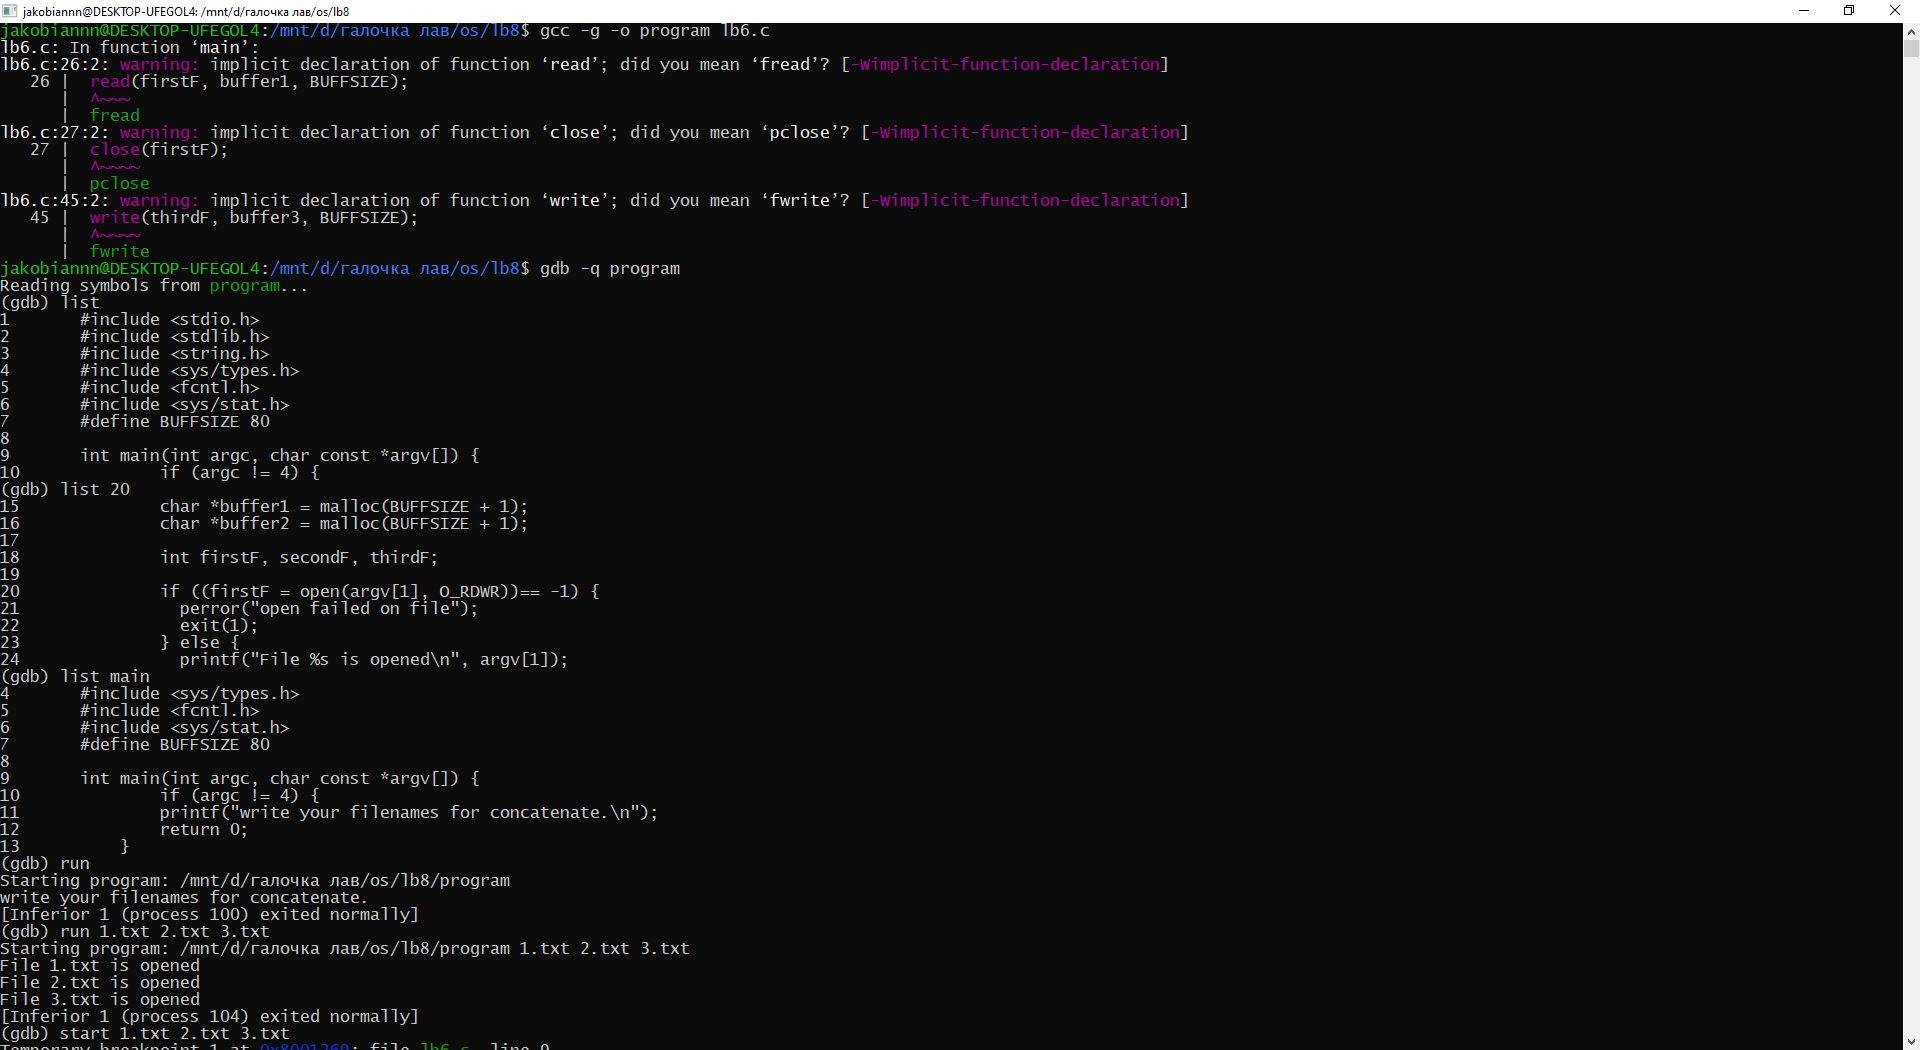 jakobiannn@DESKTOP-UFEGOL4: /mnt/d/галочка лав/os/lb8
jakobiannn@DESKTOP-UFEGOL4:/mnt/d/галочка лав/os/lb8$ gcc -g -o program lb6.c
lb6.c: In function ‘main’:
lb6.c:26:2: warning: implicit declaration of function ‘read’; did you mean ‘fread’? [-Wimplicit-function-declaration]
   26 |  read(firstF, buffer1, BUFFSIZE);
      |  ^~~~
      |  fread
lb6.c:27:2: warning: implicit declaration of function ‘close’; did you mean ‘pclose’? [-Wimplicit-function-declaration]
   27 |  close(firstF);
      |  ^~~~~
      |  pclose
lb6.c:45:2: warning: implicit declaration of function ‘write’; did you mean ‘fwrite’? [-Wimplicit-function-declaration]
   45 |  write(thirdF, buffer3, BUFFSIZE);
      |  ^~~~~
      |  fwrite
jakobiannn@DESKTOP-UFEGOL4:/mnt/d/галочка лав/os/lb8$ gdb -q program
Reading symbols from program...
(gdb) list
1       #include <stdio.h>
2       #include <stdlib.h>
3       #include <string.h>
4       #include <sys/types.h>
5       #include <fcntl.h>
6       #include <sys/stat.h>
7       #define BUFFSIZE 80
8
9       int main(int argc, char const *argv[]) {
10              if (argc != 4) {
(gdb) list 20
15              char *buffer1 = malloc(BUFFSIZE + 1);
16              char *buffer2 = malloc(BUFFSIZE + 1);
17
18              int firstF, secondF, thirdF;
19
20              if ((firstF = open(argv[1], O_RDWR))== -1) {
21                perror("open failed on file");
22                exit(1);
23              } else {
24                printf("File %s is opened\n", argv[1]);
(gdb) list main
4       #include <sys/types.h>
5       #include <fcntl.h>
6       #include <sys/stat.h>
7       #define BUFFSIZE 80
8
9       int main(int argc, char const *argv[]) {
10              if (argc != 4) {
11              printf("write your filenames for concatenate.\n");
12              return 0;
13          }
(gdb) run
Starting program: /mnt/d/галочка лав/os/lb8/program
write your filenames for concatenate.
[Inferior 1 (process 100) exited normally]
(gdb) run 1.txt 2.txt 3.txt
Starting program: /mnt/d/галочка лав/os/lb8/program 1.txt 2.txt 3.txt
File 1.txt is opened
File 2.txt is opened
File 3.txt is opened
[Inferior 1 (process 104) exited normally]
(gdb) start 1.txt 2.txt 3.txt
Temporary breakpoint 1 at 0x8001269: file lb6.c, line 9.